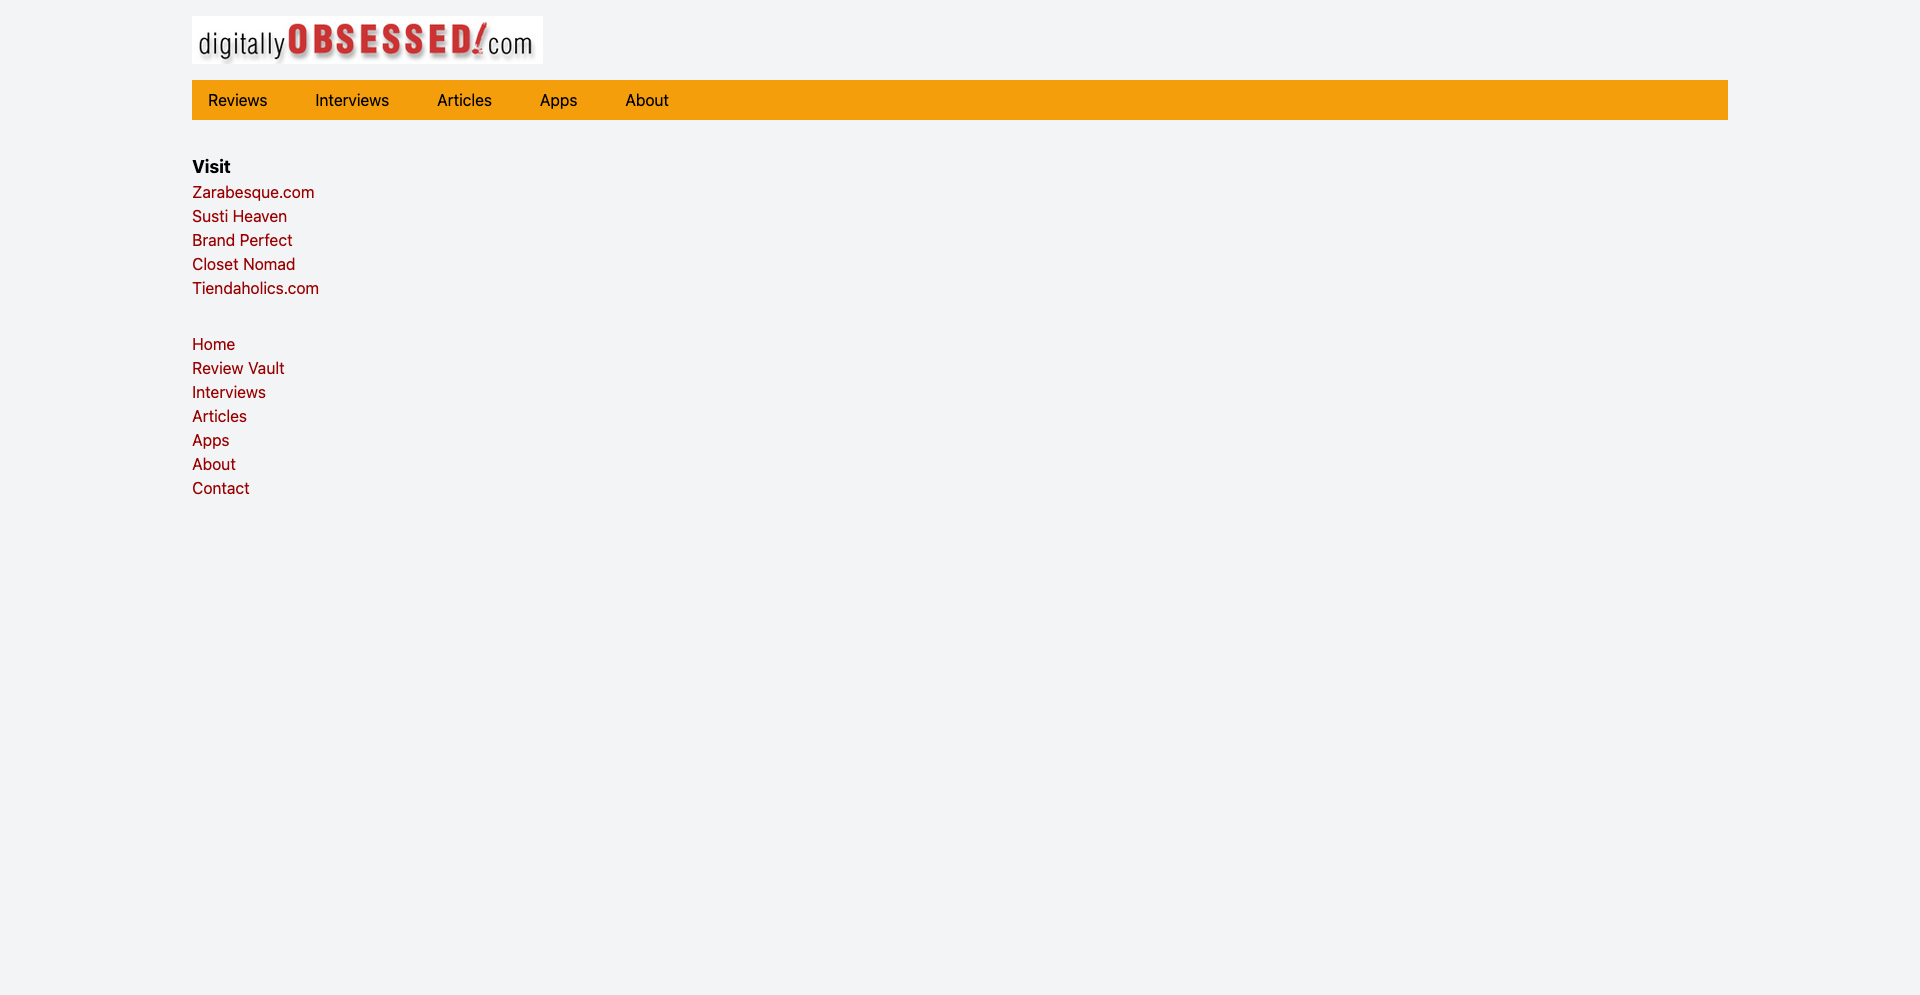 digitallyOBSESSED!com
Reviews Interviews Articles Apps About
Visit
Zarabesque.com
Susti Heaven
Brand Perfect
Closet Nomad
Tiendaholics.com
Home
Review Vault
Interviews
Articles
Apps
About
Contact